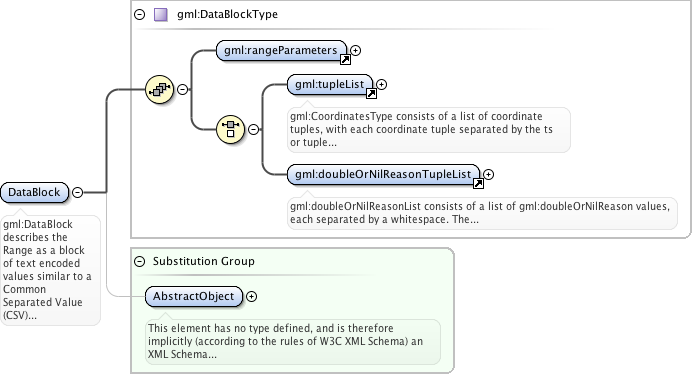 gml:DataBlockType
gml:rangeParameters
gml:tupleList
gml:CoordinatesType consists of a list of coordinate
tuples, with each coordinate tuple separated by the ts
or tuple...
gml:doubleOrNilReasonTupleList
gml:doubleOrNilReasonList consists of a list of gml:doubleOrNilReason values,
each separated by a whitespace. The...
DataBlock
gml:DataBlock
describes the
Range as a block
of text encoded
values similar to a
Common
Separated Value
(CSV)...
Substitution Group
AbstractObject
This element has no type defined, and is therefore
implicitly (according to the rules of W3C XML Schema) an
XML Schema...